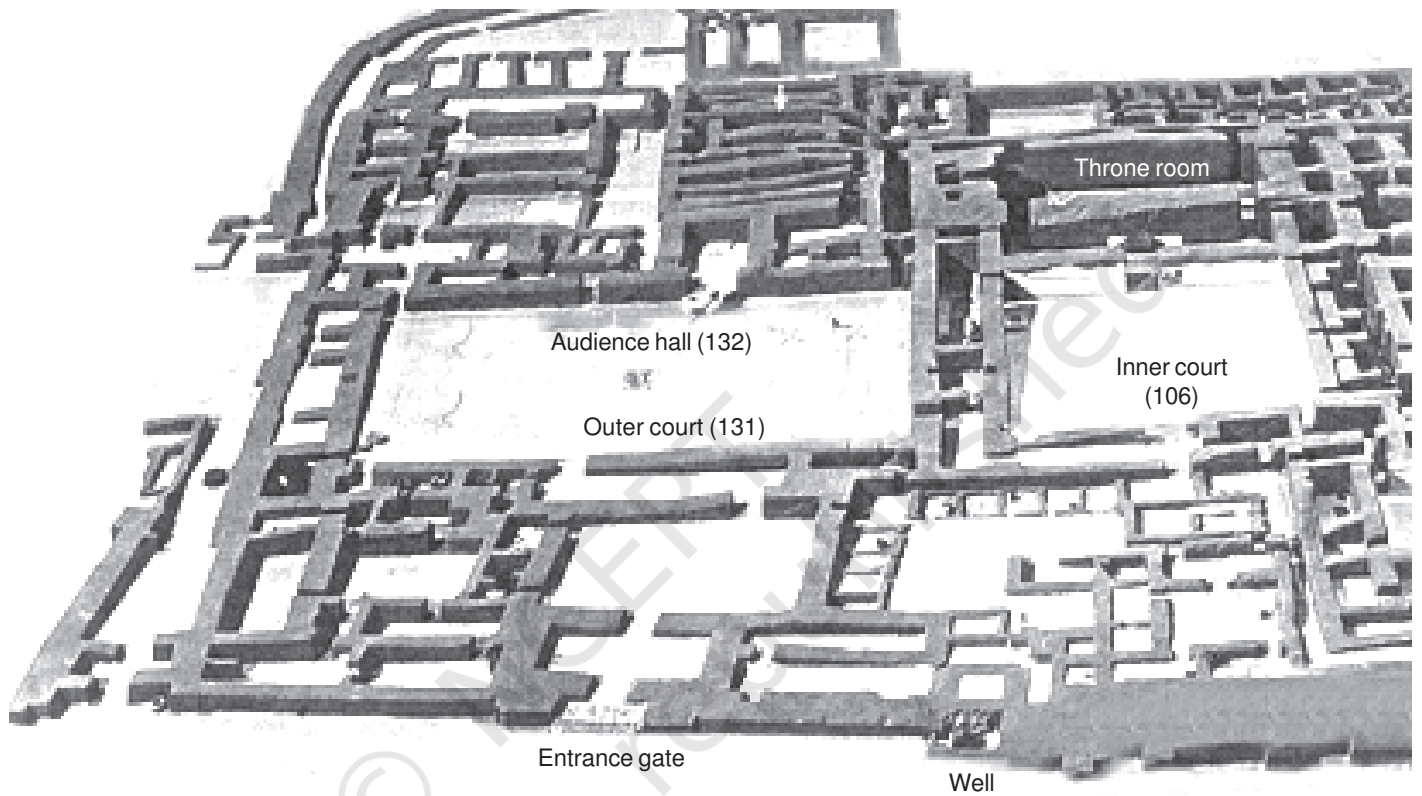 Throne room
Audience hall (132)
Inner court
(106)
Outer court (131)
Entrance gate
Well